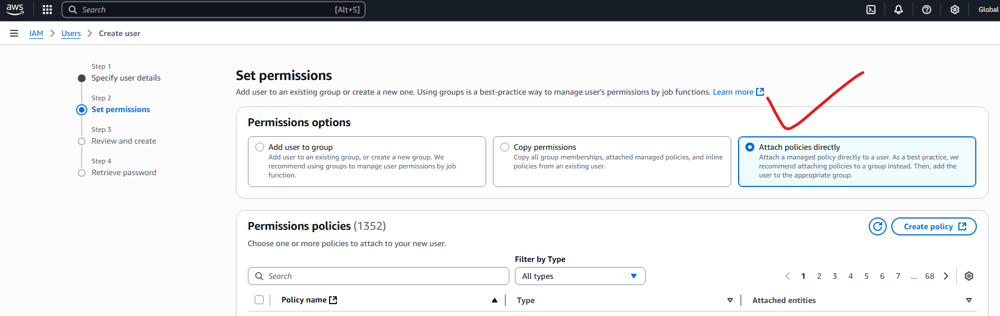 aws
Search [Alt+S]
Global
IAM > Users > Create user
Step 1
Specify user details
Step 2
Set permissions
Step 3
Review and create
Step 4
Retrieve password
Set permissions
Add user to an existing group or create a new one. Using groups is a best-practice way to manage user's permissions by job functions. Learn more
Permissions options
Add user to group
Add user to an existing group, or create a new group. We
recommend using groups to manage user permissions by job
function.
Copy permissions
Copy all group memberships, attached managed policies, and inline
policies from an existing user.
Attach policies directly
Attach a managed policy directly to a user. As a best practice, we
recommend attaching policies to a group instead. Then, add the
user to the appropriate group.
Permissions policies (1352)
Create policy
Choose one or more policies to attach to your new user.
Filter by Type
Search
All types
1 2 3 4 5 6 7 ... 68
Policy name Type Attached entities